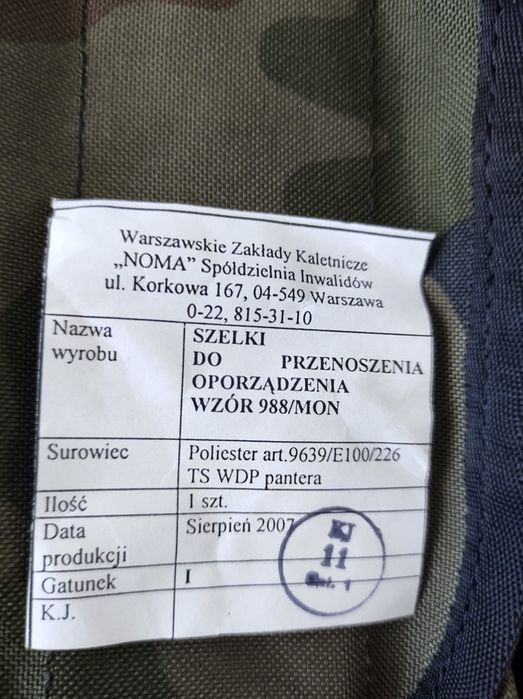 Warszawskie Zakłady Kaletnicze
„NOMA” Spółdzielnia Inwalidów
ul. Korkowa 167, 04-549 Warszawa
0-22, 815-31-10
Nazwa wyrobu
SZELKI
DO PRZENOSZENIA
OPORZĄDZENIA
WZÓR 988/MON
Surowiec
Poliester art.9639/E100/226
TS WDP pantera
Ilość
1 szt.
Data produkcji
Sierpień 2007
Gatunek
I
K.J.
KJ
11